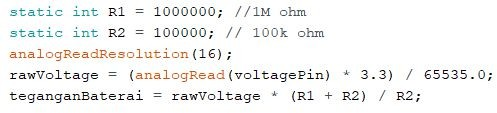 static int R1 = 1000000; //1M ohm
static int R2 = 100000; // 100k ohm
analogReadResolution(16);
rawVoltage = (analogRead(voltagePin) * 3.3) / 65535.0;
teganganBaterai = rawVoltage * (R1 + R2) / R2;